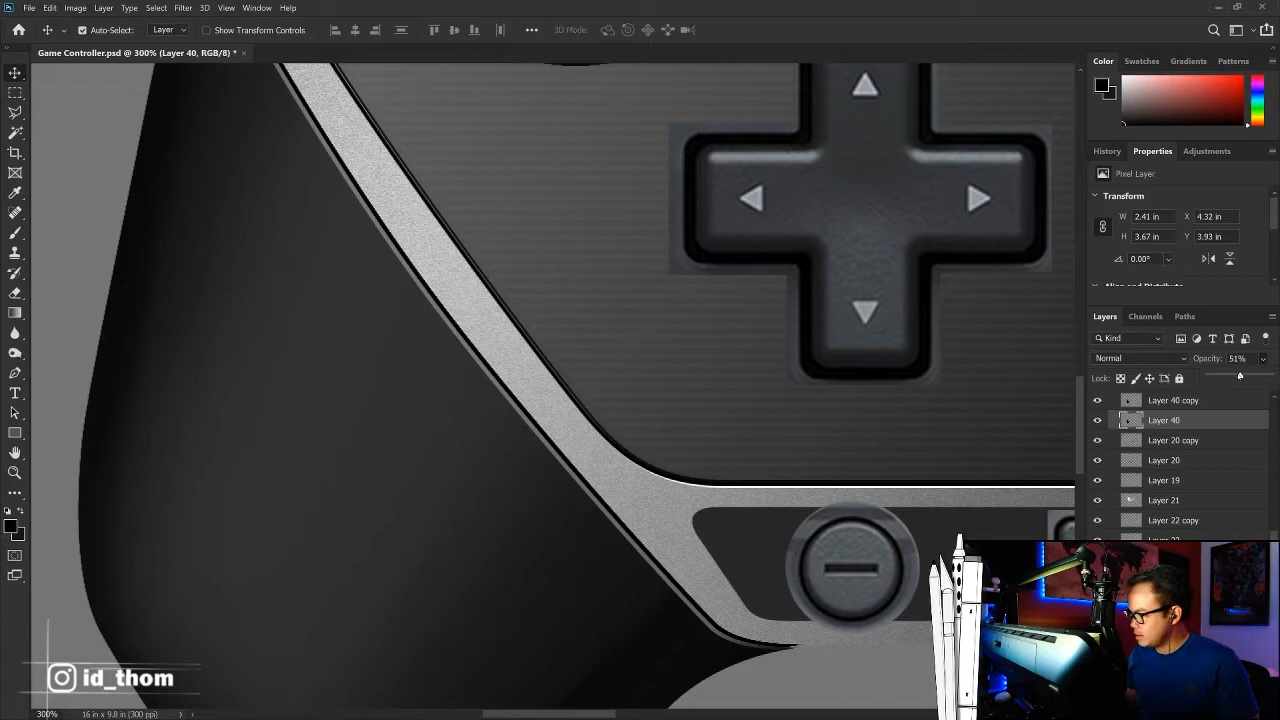 Ps File Edit Image Layer Type Select Filter 3D View Window Help
Auto-Select: Layer Show Transform Controls 3D Mode:
Game Controller.psd @ 300% (Layer 40, RGB/8) * ×
Color Swatches Gradients Patterns
History Properties Adjustments
Pixel Layer
Transform
W 2.41 in X 4.32 in
H 3.67 in Y 3.93 in
0.00°
Align and Distribute
Layers Channels Paths
Kind
Normal Opacity: 51%
Lock:
Layer 40 copy
Layer 40
Layer 20 copy
Layer 20
Layer 19
Layer 21
Layer 22 copy
id_thom
300% 16 in x 9.8 in (300 ppi)